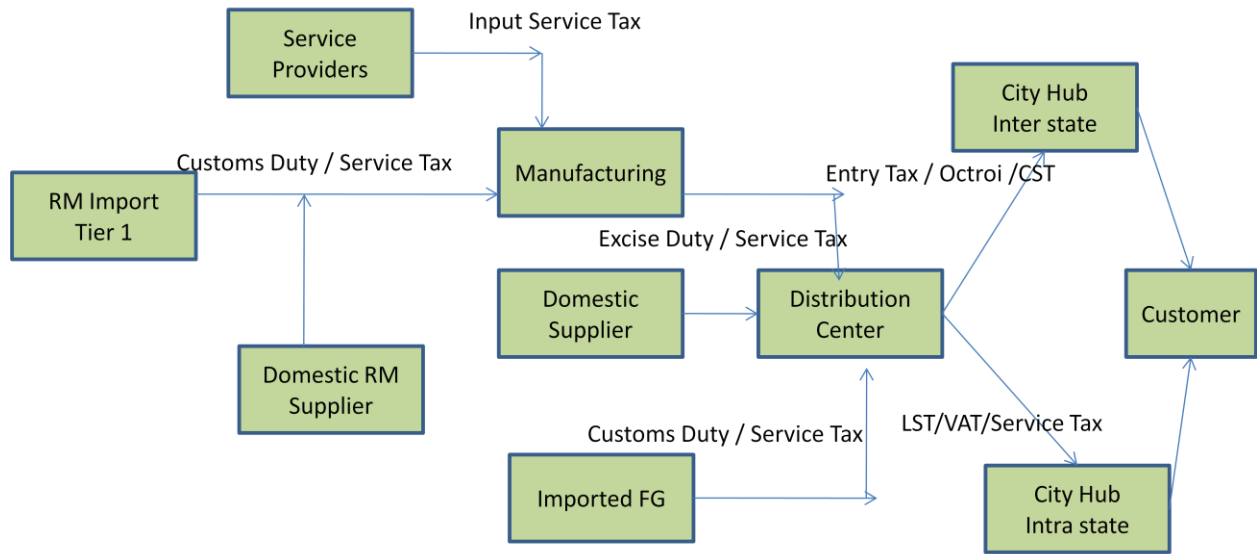 Input Service Tax
Service
Providers
City Hub
Inter state
Customs Duty / Service Tax
Manufacturing
Entry Tax / Octroi /CST
RM Import
Tier 1
Excise Duty / Service Tax
Domestic
Supplier
Distribution
Center
Customer
Domestic RM
Supplier
Customs Duty / Service Tax
LST/VAT/Service Tax
Imported FG
City Hub
Intra state